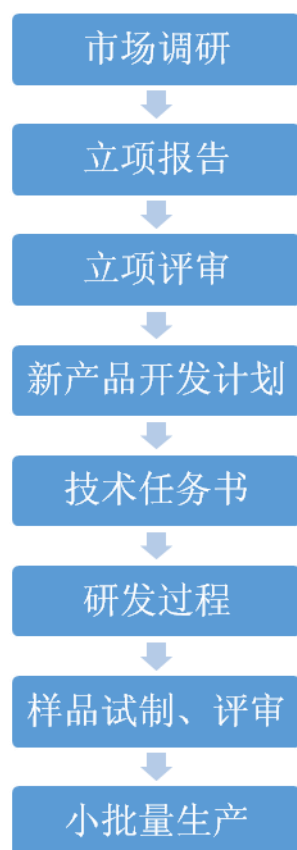 市场调研
立项报告
立项评审
新产品开发计划
技术任务书
研发过程
样品试制、评审
小批量生产